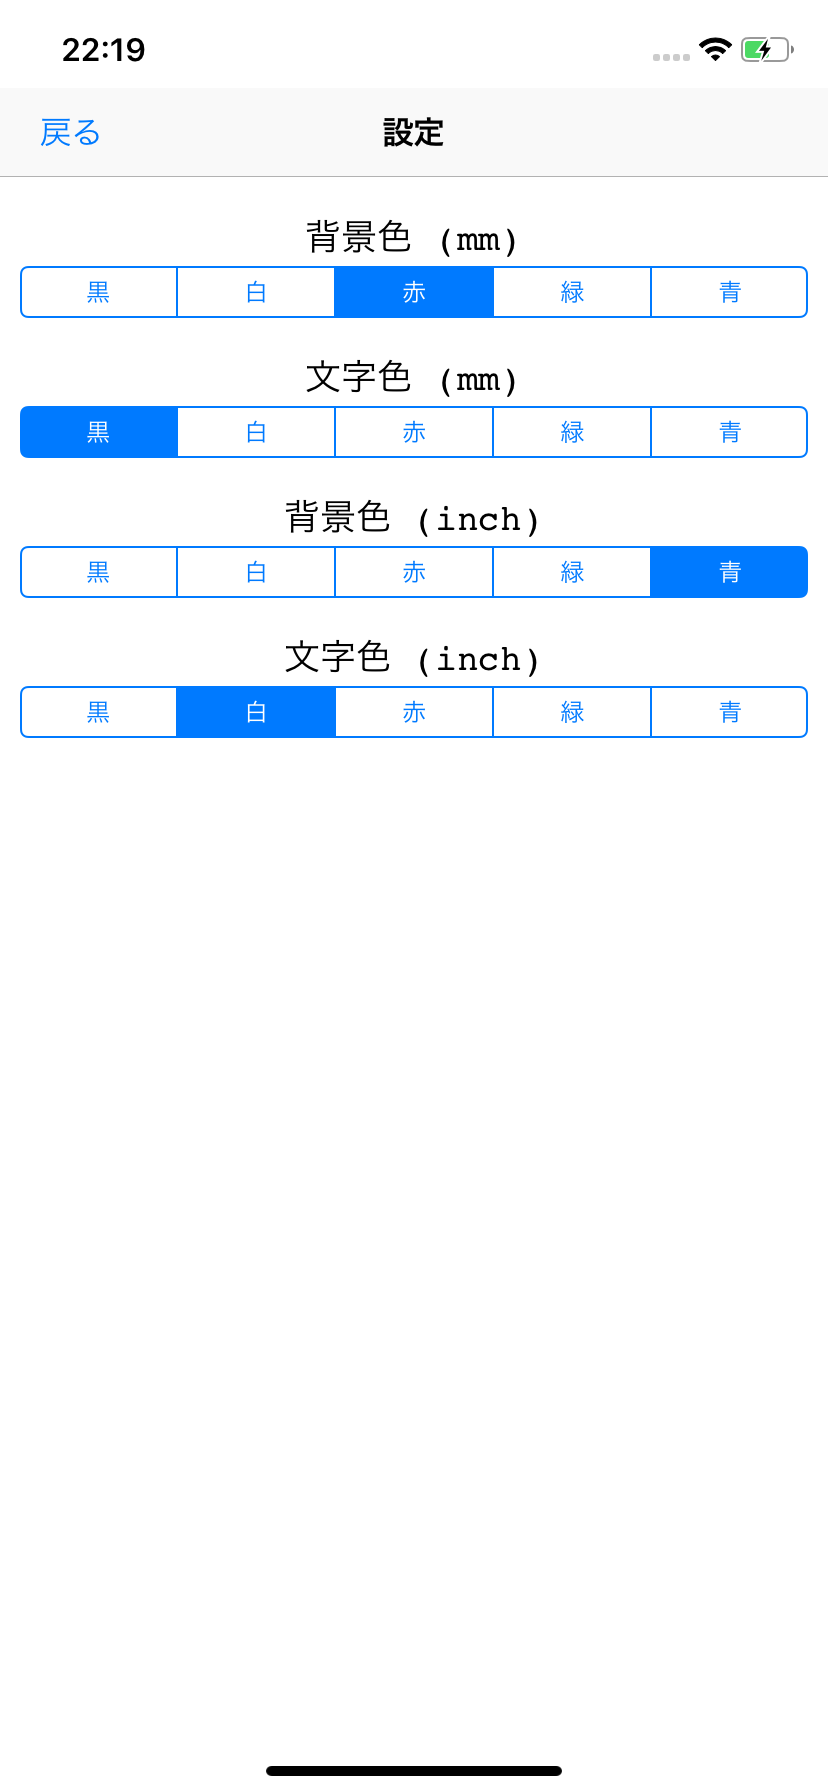 22:19
戻る 設定
背景色 (mm)
黒 白 赤 緑 青
文字色 (mm)
黒 白 赤 緑 青
背景色 (inch)
黒 白 赤 緑 青
文字色 (inch)
黒 白 赤 緑 青